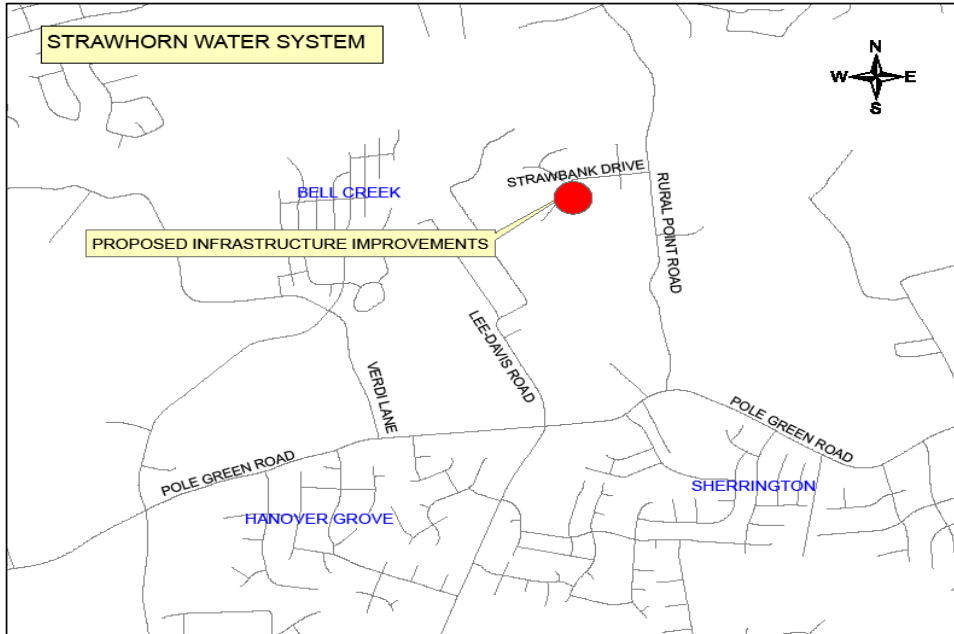 STRAWHORN WATER SYSTEM
N
W E
S
STRAWBANK DRIVE
BELL CREEK
RURAL POINT ROAD
PROPOSED INFRASTRUCTURE IMPROVEMENTS
LEE-DAVIS ROAD
VERDI LANE
POLE GREEN ROAD
POLE GREEN ROAD
SHERRINGTON
HANOVER GROVE